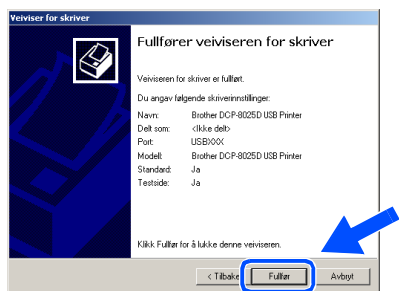 Veiviser for skriver
Fullfører veiviseren for skriver
Veiviseren for skriver er fullført.
Du angav følgende skriverinnstillinger:
Navn: Brother DCP-8025D USB Printer
Delt som: <Ikke delt>
Port: USBXXX
Modell: Brother DCP-8025D USB Printer
Standard: Ja
Testside: Ja
Klikk Fullfør for å lukke denne veiviseren.
< Tilbake Fullfør Avbryt